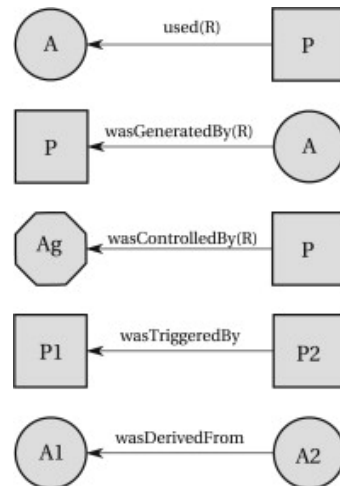 A used(R) P
P wasGeneratedBy(R) A
Ag wasControlledBy(R) P
P1 wasTriggeredBy P2
A1 wasDerivedFrom A2